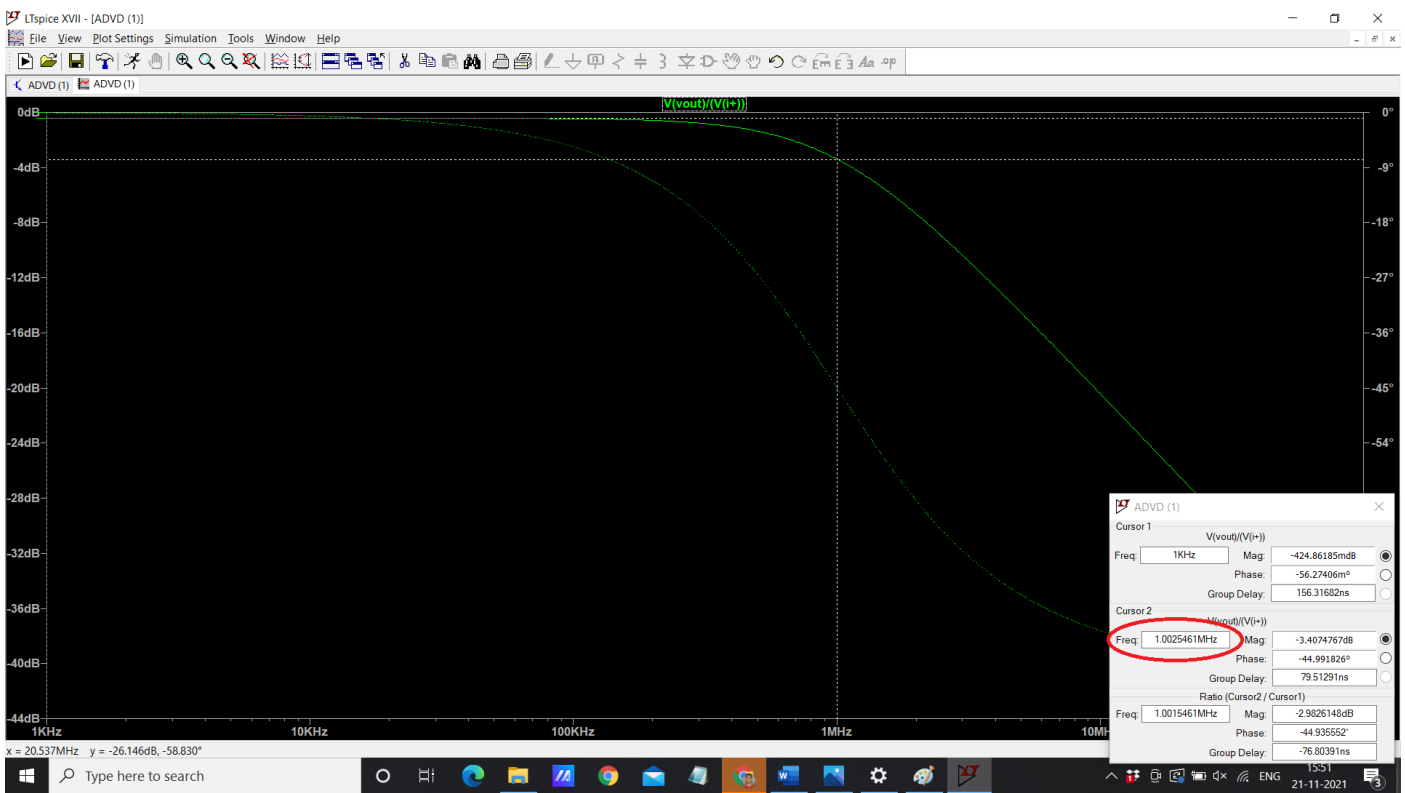 LTspice XVII - [ADVD (1)]
File View Plot Settings Simulation Tools Window Help
ADVD (1) ADVD (1)
V(vout)/(V(i+))
0dB 0°
-4dB -9°
-8dB -18°
-12dB -27°
-16dB -36°
-20dB -45°
-24dB -54°
-28dB
-32dB
-36dB
-40dB
-44dB
1KHz 10KHz 100KHz 1MHz
ADVD (1)
Cursor 1
V(vout)/(V(i+))
Freq: 1KHz Mag: -424.86185mdB
Phase: -56.27406m°
Group Delay: 156.31682ns
Cursor 2
V(vout)/(V(i+))
Freq: 1.0025461MHz Mag: -3.4074767dB
Phase: -44.991826°
Group Delay: 79.51291ns
Ratio (Cursor2 / Cursor1)
Freq: 1.0015461MHz Mag: -2.9826148dB
Phase: -44.935552°
Group Delay: -76.80391ns
x = 20.537MHz y = -26.146dB, -58.830°
Type here to search
ENG
15:51
21-11-2021
3